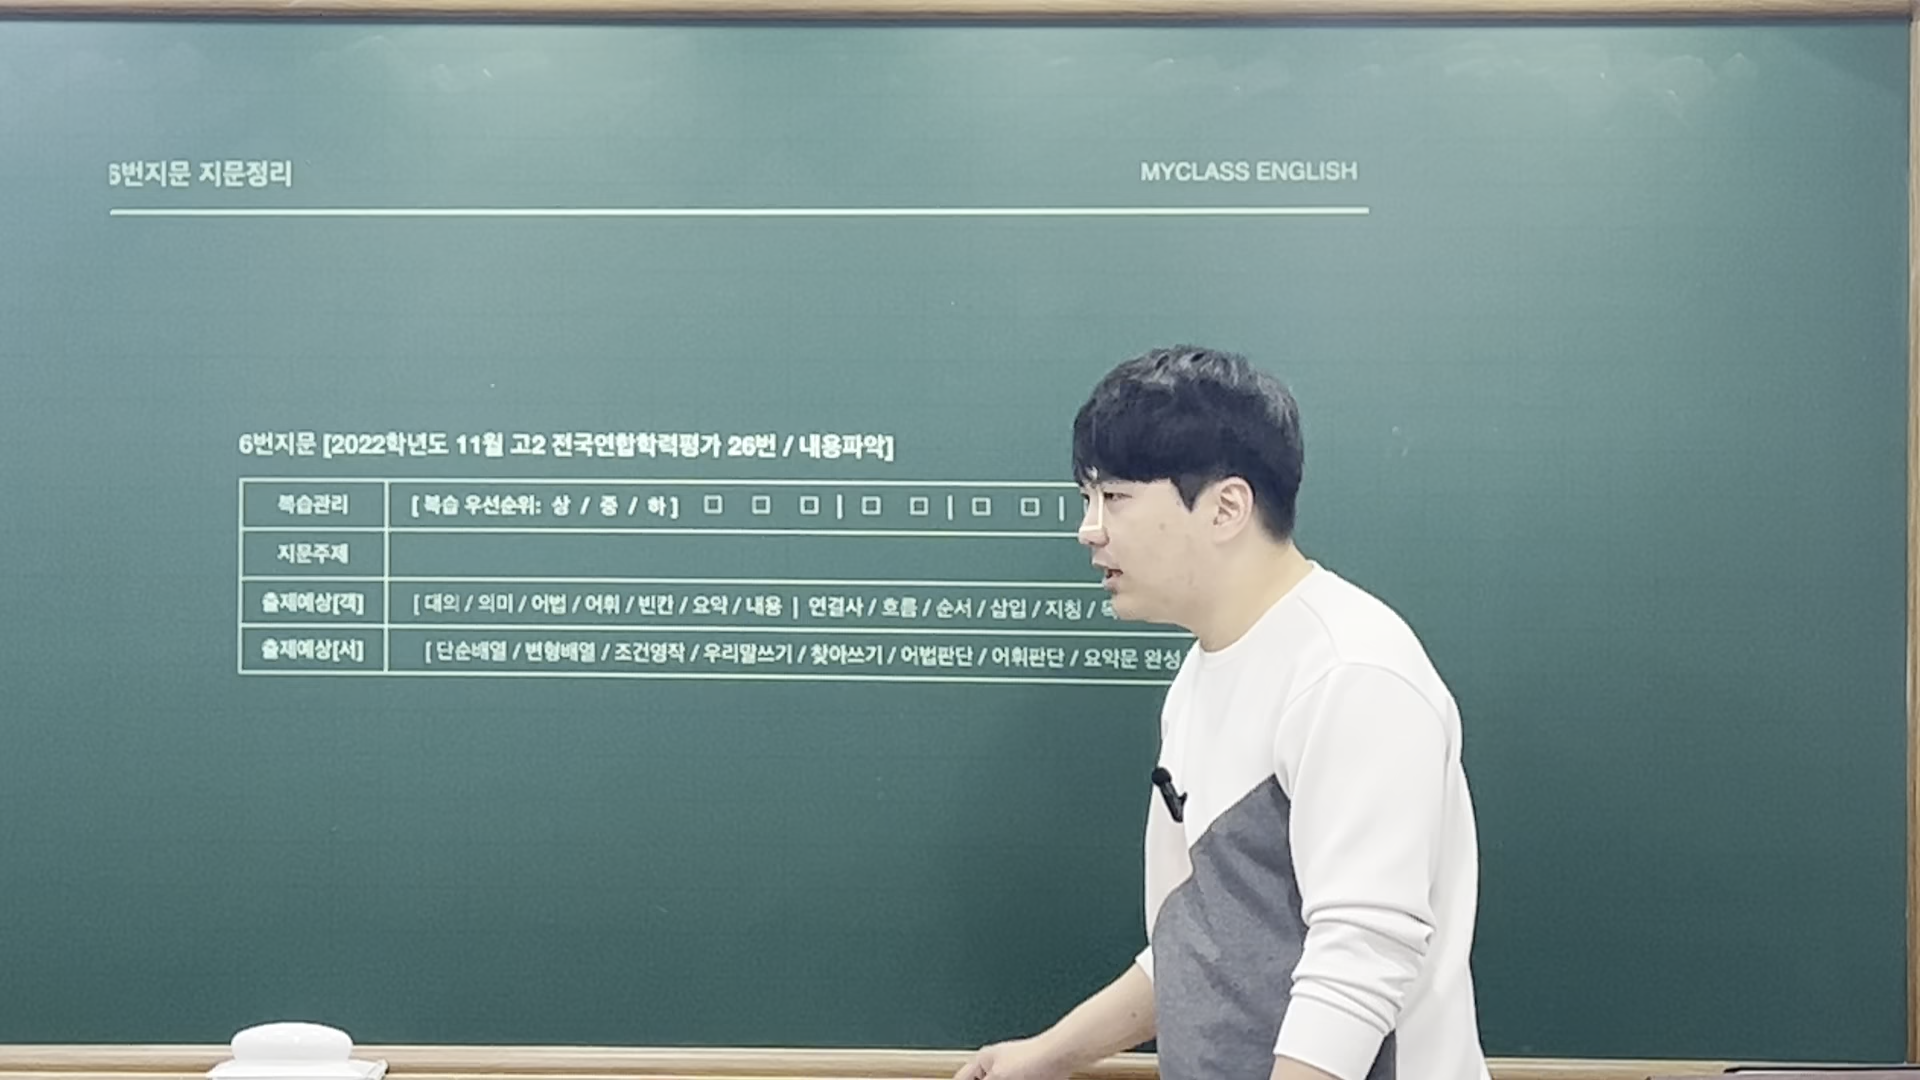 6번지문 지문정리
MYCLASS ENGLISH
6번지문 [2022학년도 11월 고2 전국연합학력평가 26번 / 내용파악]
복습관리 [ 복습 우선순위: 상 / 중 / 하 ] □ □ □ | □ □ | □ □ |
지문주제
출제예상[객] [ 대의 / 의미 / 어법 / 어휘 / 빈칸 / 요약 / 내용 | 연결사 / 흐름 / 순서 / 삽입 / 지칭 /
출제예상[서] [ 단순배열 / 변형배열 / 조건영작 / 우리말쓰기 / 찾아쓰기 / 어법판단 / 어휘판단 / 요약문 완성